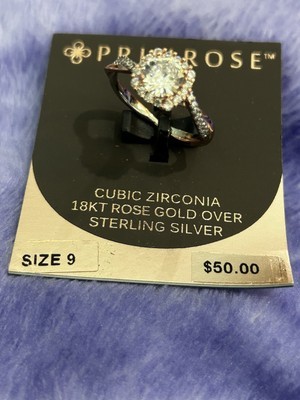 PRIMROSE™
CUBIC ZIRCONIA
18KT ROSE GOLD OVER
STERLING SILVER
SIZE 9
$50.00